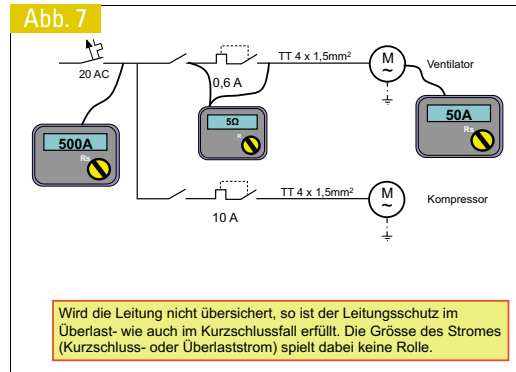 Abb. 7
M
~
Ventilator
TT 4 x 1,5mm²
20 AC
0,6 A
500A
Rs
5Ω
R
50A
Rs
M
~
Kompressor
TT 4 x 1,5mm²
10 A
Wird die Leitung nicht übersichert, so ist der Leitungsschutz im
Überlast- wie auch im Kurzschlussfall erfüllt. Die Grösse des Stromes
(Kurzschluss- oder Überlaststrom) spielt dabei keine Rolle.